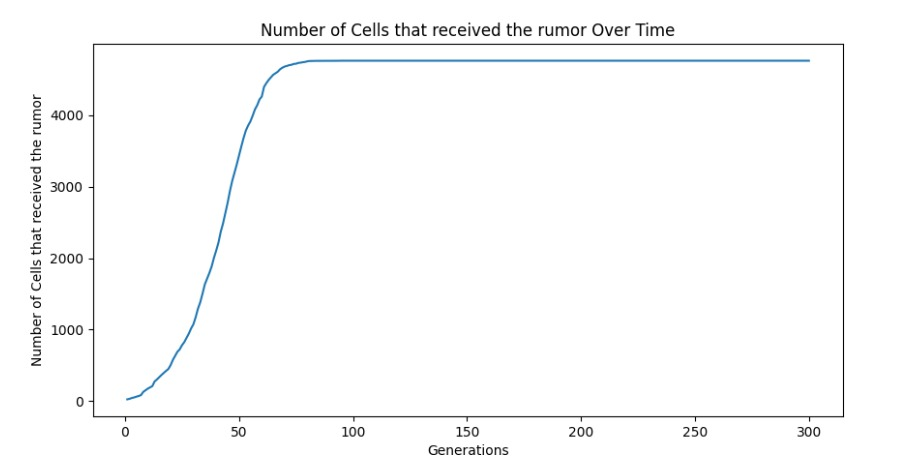 Number of Cells that received the rumor Over Time
Number of Cells that received the rumor
4000
3000
2000
1000
0
0 50 100 150 200 250 300
Generations